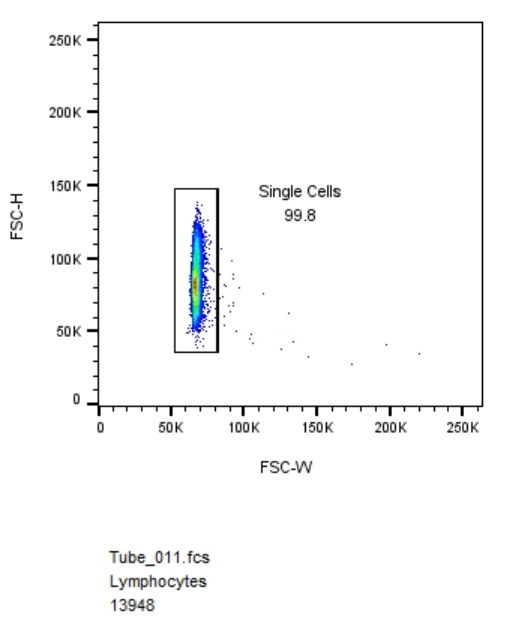 250K
200K
150K
100K
50K
0
FSC-H
Single Cells
99.8
0 50K 100K 150K 200K 250K
FSC-W
Tube_011.fcs
Lymphocytes
13948